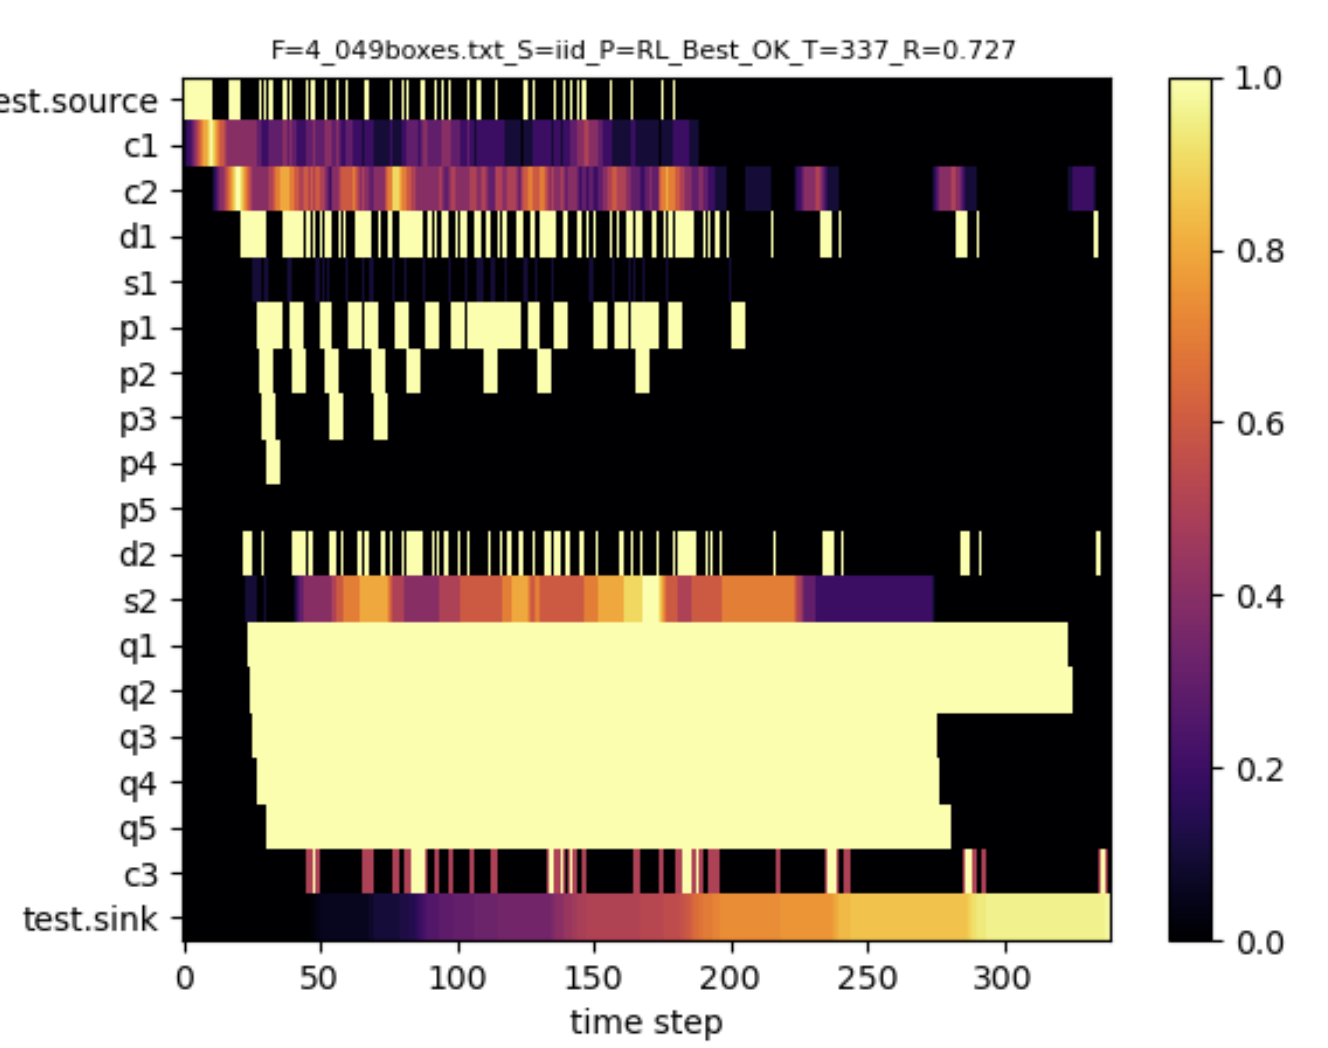 F=4_049boxes.txt_S=iid_P=RL_Best_OK_T=337_R=0.727
est.source
c1
c2
d1
s1
p1
p2
p3
p4
p5
d2
s2
q1
q2
q3
q4
q5
c3
test.sink
0 50 100 150 200 250 300
time step
1.0
0.8
0.6
0.4
0.2
0.0